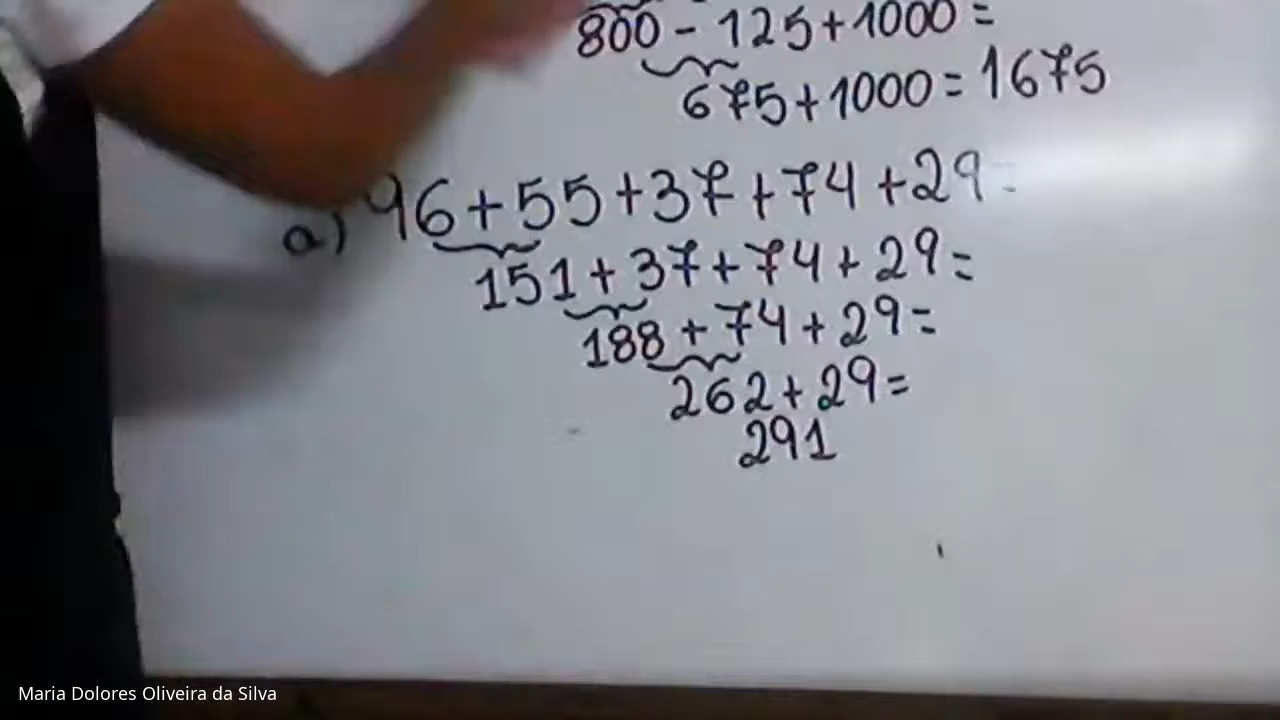 800 - 125 + 1000 =
675 + 1000 = 1675
a) 96 + 55 + 37 + 74 + 29 =
151 + 37 + 74 + 29 =
188 + 74 + 29 =
262 + 29 =
291
Maria Dolores Oliveira da Silva